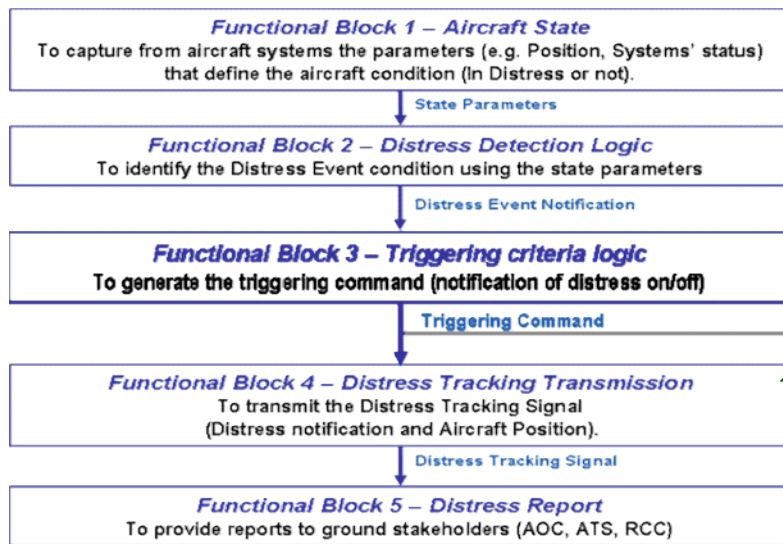 Functional Block 1 – Aircraft State
To capture from aircraft systems the parameters (e.g. Position, Systems' status)
that define the aircraft condition (In Distress or not).
State Parameters
Functional Block 2 – Distress Detection Logic
To identify the Distress Event condition using the state parameters
Distress Event Notification
Functional Block 3 – Triggering criteria logic
To generate the triggering command (notification of distress on/off)
Triggering Command
Functional Block 4 – Distress Tracking Transmission
To transmit the Distress Tracking Signal
(Distress notification and Aircraft Position).
Distress Tracking Signal
Functional Block 5 – Distress Report
To provide reports to ground stakeholders (AOC, ATS, RCC)